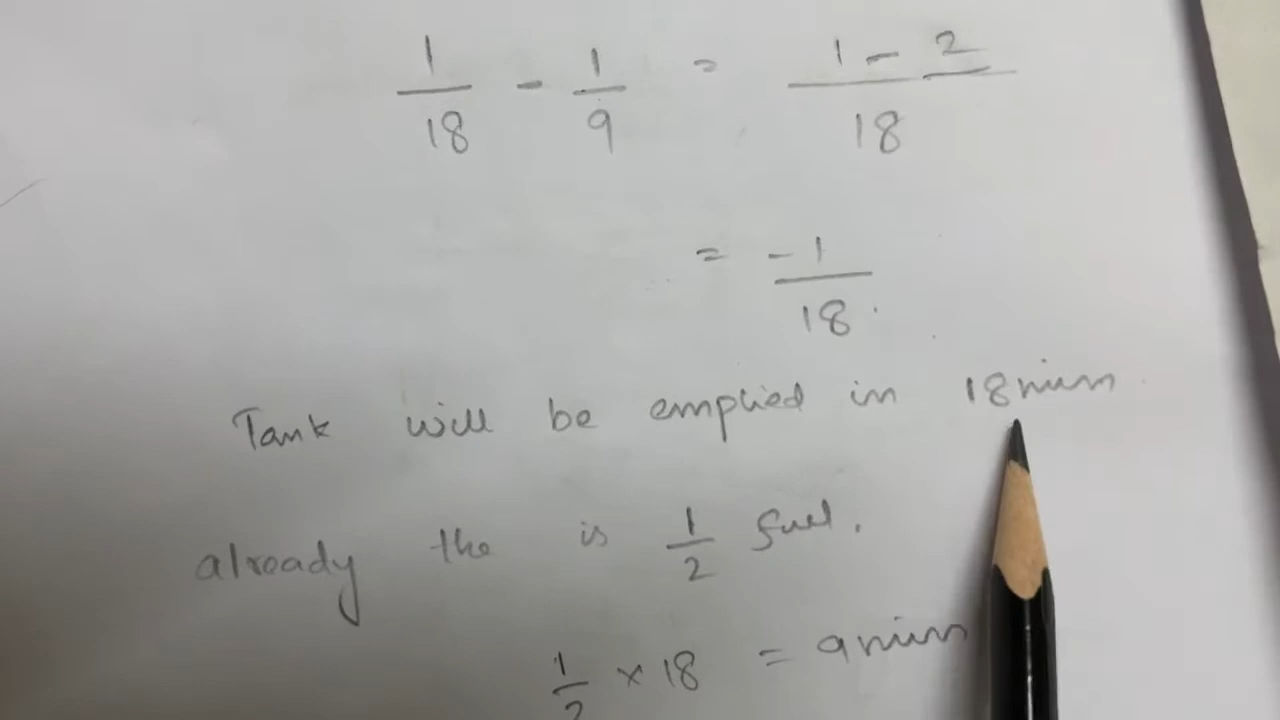 1/18 - 1/9 = 1 - 2/18
= -1/18
Tank will be emptied in 18 min
already the is 1/2 fuel.
1/2 × 18 = 9 min